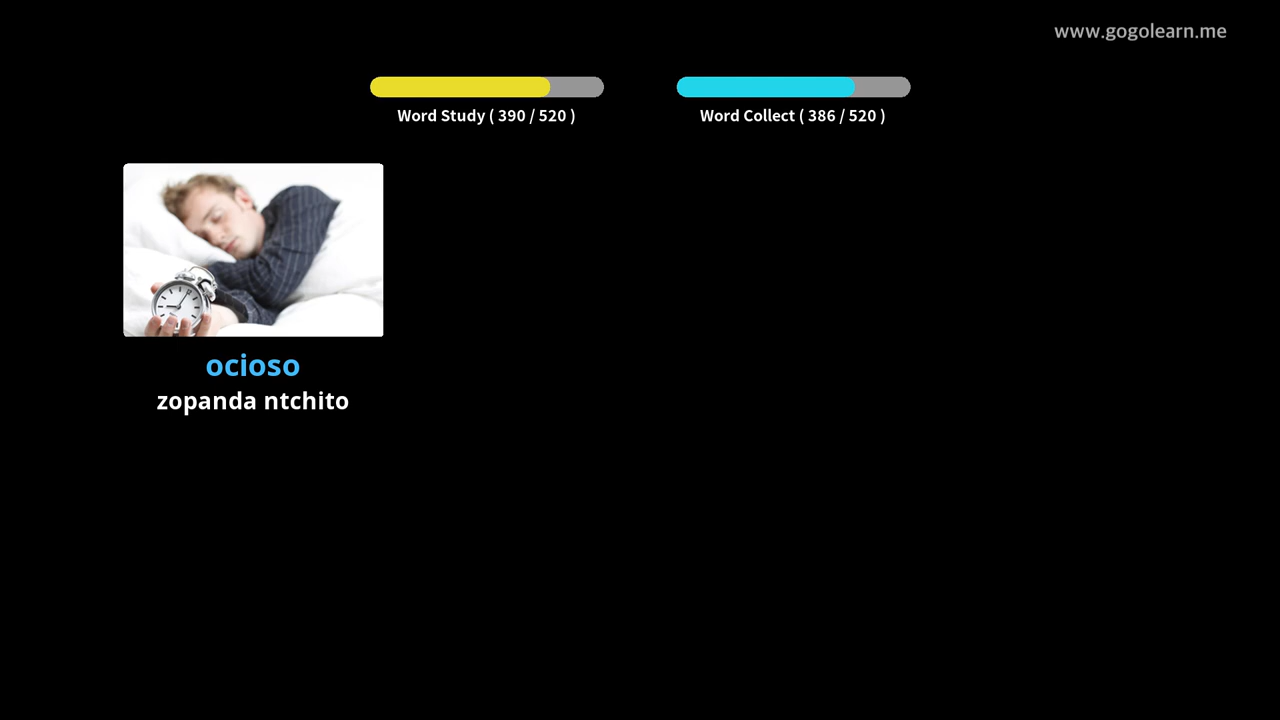 www.gogolearn.me
Word Study ( 390 / 520 )
Word Collect ( 386 / 520 )
ocioso
zopanda ntchito